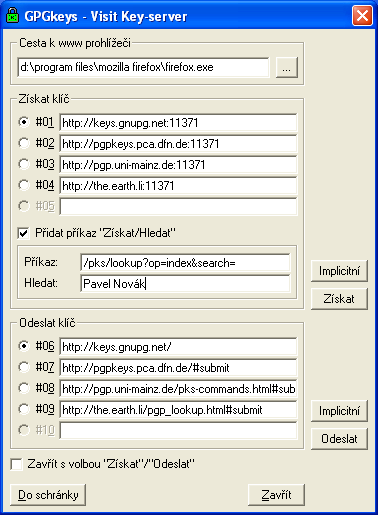 GPGkeys - Visit Key-server
Cesta k www prohlížeči
d:\program files\mozilla firefox\firefox.exe
...
Získat klíč
#01 http://keys.gnupg.net:11371
#02 http://pgpkeys.pca.dfn.de:11371
#03 http://pgp.uni-mainz.de:11371
#04 http://the.earth.li:11371
#05
Přidat příkaz "Získat/Hledat"
Příkaz: /pks/lookup?op=index&search=
Hledat: Pavel Novák
Implicitní
Získat
Odeslat klíč
#06 http://keys.gnupg.net/
#07 http://pgpkeys.pca.dfn.de/#submit
#08 http://pgp.uni-mainz.de/pks-commands.html#sub
#09 http://the.earth.li/pgp_lookup.html#submit
#10
Implicitní
Odeslat
Zavřít s volbou "Získat"/"Odeslat"
Do schránky
Zavřít